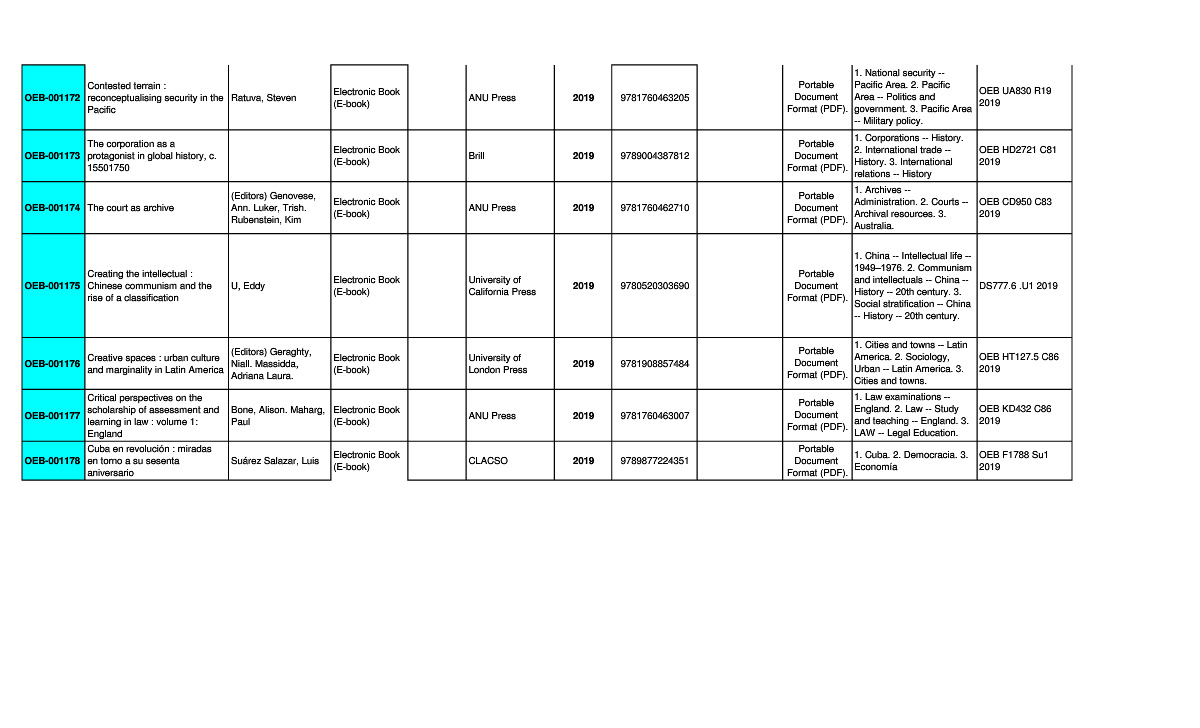 OEB-001172
Contested terrain :
reconceptualising security in the
Pacific
Ratuva, Steven
Electronic Book
(E-book)
ANU Press
2019
9781760463205
Portable
Document
Format (PDF).
1. National security --
Pacific Area. 2. Pacific
Area -- Politics and
government. 3. Pacific Area
-- Military policy.
OEB UA830 R19
2019
OEB-001173
The corporation as a
protagonist in global history, c.
15501750
Electronic Book
(E-book)
Brill
2019
9789004387812
Portable
Document
Format (PDF).
1. Corporations -- History.
2. International trade --
History. 3. International
relations -- History
OEB HD2721 C81
2019
OEB-001174
The court as archive
(Editors) Genovese,
Ann. Luker, Trish.
Rubenstein, Kim
Electronic Book
(E-book)
ANU Press
2019
9781760462710
Portable
Document
Format (PDF).
1. Archives --
Administration. 2. Courts --
Archival resources. 3.
Australia.
OEB CD950 C83
2019
OEB-001175
Creating the intellectual :
Chinese communism and the
rise of a classification
U, Eddy
Electronic Book
(E-book)
University of
California Press
2019
9780520303690
Portable
Document
Format (PDF).
1. China -- Intellectual life --
1949–1976. 2. Communism
and intellectuals -- China --
History -- 20th century. 3.
Social stratification -- China
-- History -- 20th century.
DS777.6 .U1 2019
OEB-001176
Creative spaces : urban culture
and marginality in Latin America
(Editors) Geraghty,
Niall. Massidda,
Adriana Laura.
Electronic Book
(E-book)
University of
London Press
2019
9781908857484
Portable
Document
Format (PDF).
1. Cities and towns -- Latin
America. 2. Sociology,
Urban -- Latin America. 3.
Cities and towns.
OEB HT127.5 C86
2019
OEB-001177
Critical perspectives on the
scholarship of assessment and
learning in law : volume 1:
England
Bone, Alison. Maharg,
Paul
Electronic Book
(E-book)
ANU Press
2019
9781760463007
Portable
Document
Format (PDF).
1. Law examinations --
England. 2. Law -- Study
and teaching -- England. 3.
LAW -- Legal Education.
OEB KD432 C86
2019
OEB-001178
Cuba en revolución : miradas
en torno a su sesenta
aniversario
Suárez Salazar, Luis
Electronic Book
(E-book)
CLACSO
2019
9789877224351
Portable
Document
Format (PDF).
1. Cuba. 2. Democracia. 3.
Economía
OEB F1788 Su1
2019